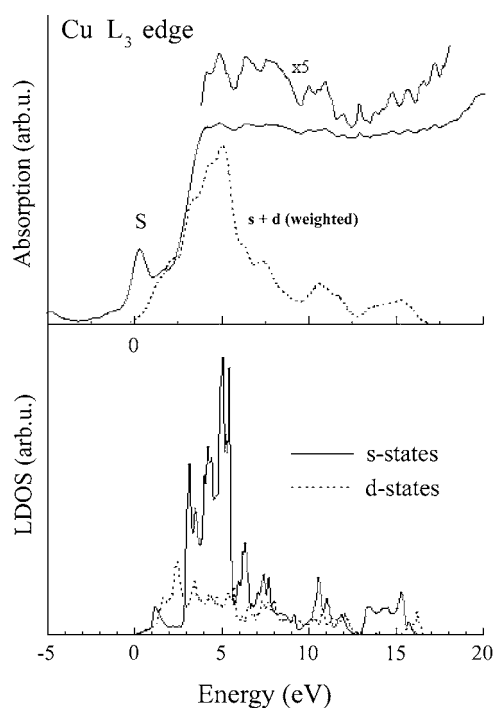 Cu L3 edge
x5
Absorption (arb.u.)
S
s + d (weighted)
0
LDOS (arb.u.)
s-states
d-states
-5 0 5 10 15 20
Energy (eV)